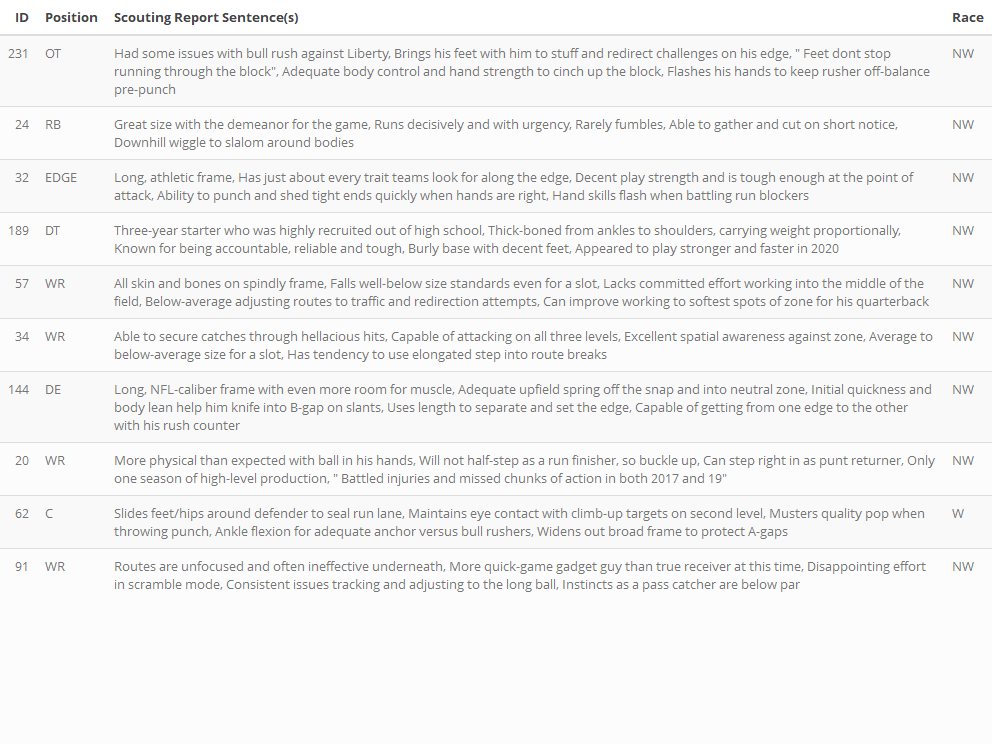 ID Position Scouting Report Sentence(s) Race
231 OT Had some issues with bull rush against Liberty, Brings his feet with him to stuff and redirect challenges on his edge, " Feet dont stop NW
running through the block", Adequate body control and hand strength to cinch up the block, Flashes his hands to keep rusher off-balance
pre-punch
24 RB Great size with the demeanor for the game, Runs decisively and with urgency, Rarely fumbles, Able to gather and cut on short notice, NW
Downhill wiggle to slalom around bodies
32 EDGE Long, athletic frame, Has just about every trait teams look for along the edge, Decent play strength and is tough enough at the point of NW
attack, Ability to punch and shed tight ends quickly when hands are right, Hand skills flash when battling run blockers
189 DT Three-year starter who was highly recruited out of high school, Thick-boned from ankles to shoulders, carrying weight proportionally, NW
Known for being accountable, reliable and tough, Burly base with decent feet, Appeared to play stronger and faster in 2020
57 WR All skin and bones on spindly frame, Falls well-below size standards even for a slot, Lacks committed effort working into the middle of the NW
field, Below-average adjusting routes to traffic and redirection attempts, Can improve working to softest spots of zone for his quarterback
34 WR Able to secure catches through hellacious hits, Capable of attacking on all three levels, Excellent spatial awareness against zone, Average to NW
below-average size for a slot, Has tendency to use elongated step into route breaks
144 DE Long, NFL-caliber frame with even more room for muscle, Adequate upfield spring off the snap and into neutral zone, Initial quickness and NW
body lean help him knife into B-gap on slants, Uses length to separate and set the edge, Capable of getting from one edge to the other
with his rush counter
20 WR More physical than expected with ball in his hands, Will not half-step as a run finisher, so buckle up, Can step right in as punt returner, Only NW
one season of high-level production, " Battled injuries and missed chunks of action in both 2017 and 19"
62 C Slides feet/hips around defender to seal run lane, Maintains eye contact with climb-up targets on second level, Musters quality pop when W
throwing punch, Ankle flexion for adequate anchor versus bull rushers, Widens out broad frame to protect A-gaps
91 WR Routes are unfocused and often ineffective underneath, More quick-game gadget guy than true receiver at this time, Disappointing effort NW
in scramble mode, Consistent issues tracking and adjusting to the long ball, Instincts as a pass catcher are below par